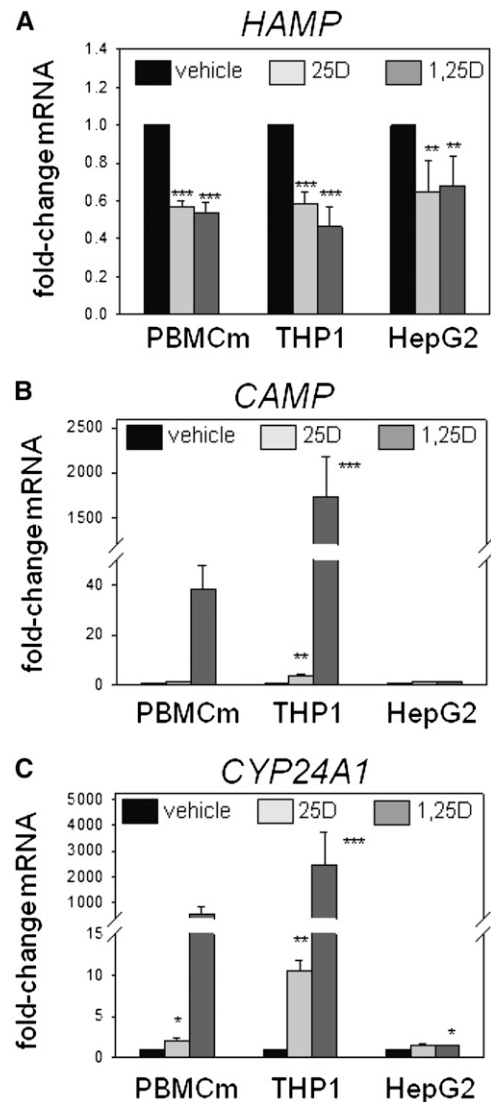 A HAMP
fold-change mRNA
vehicle 25D 1,25D
1.4
1.2
1.0
0.8
0.6
0.4
0.2
0.0
*** *** *** *** ** **
PBMCm THP1 HepG2
B CAMP
fold-change mRNA
vehicle 25D 1,25D
2500
2000
1500
40
20
0
** ***
PBMCm THP1 HepG2
C CYP24A1
fold-change mRNA
vehicle 25D 1,25D
5000
4000
3000
2000
1000
15
10
5
0
* ** *** *
PBMCm THP1 HepG2